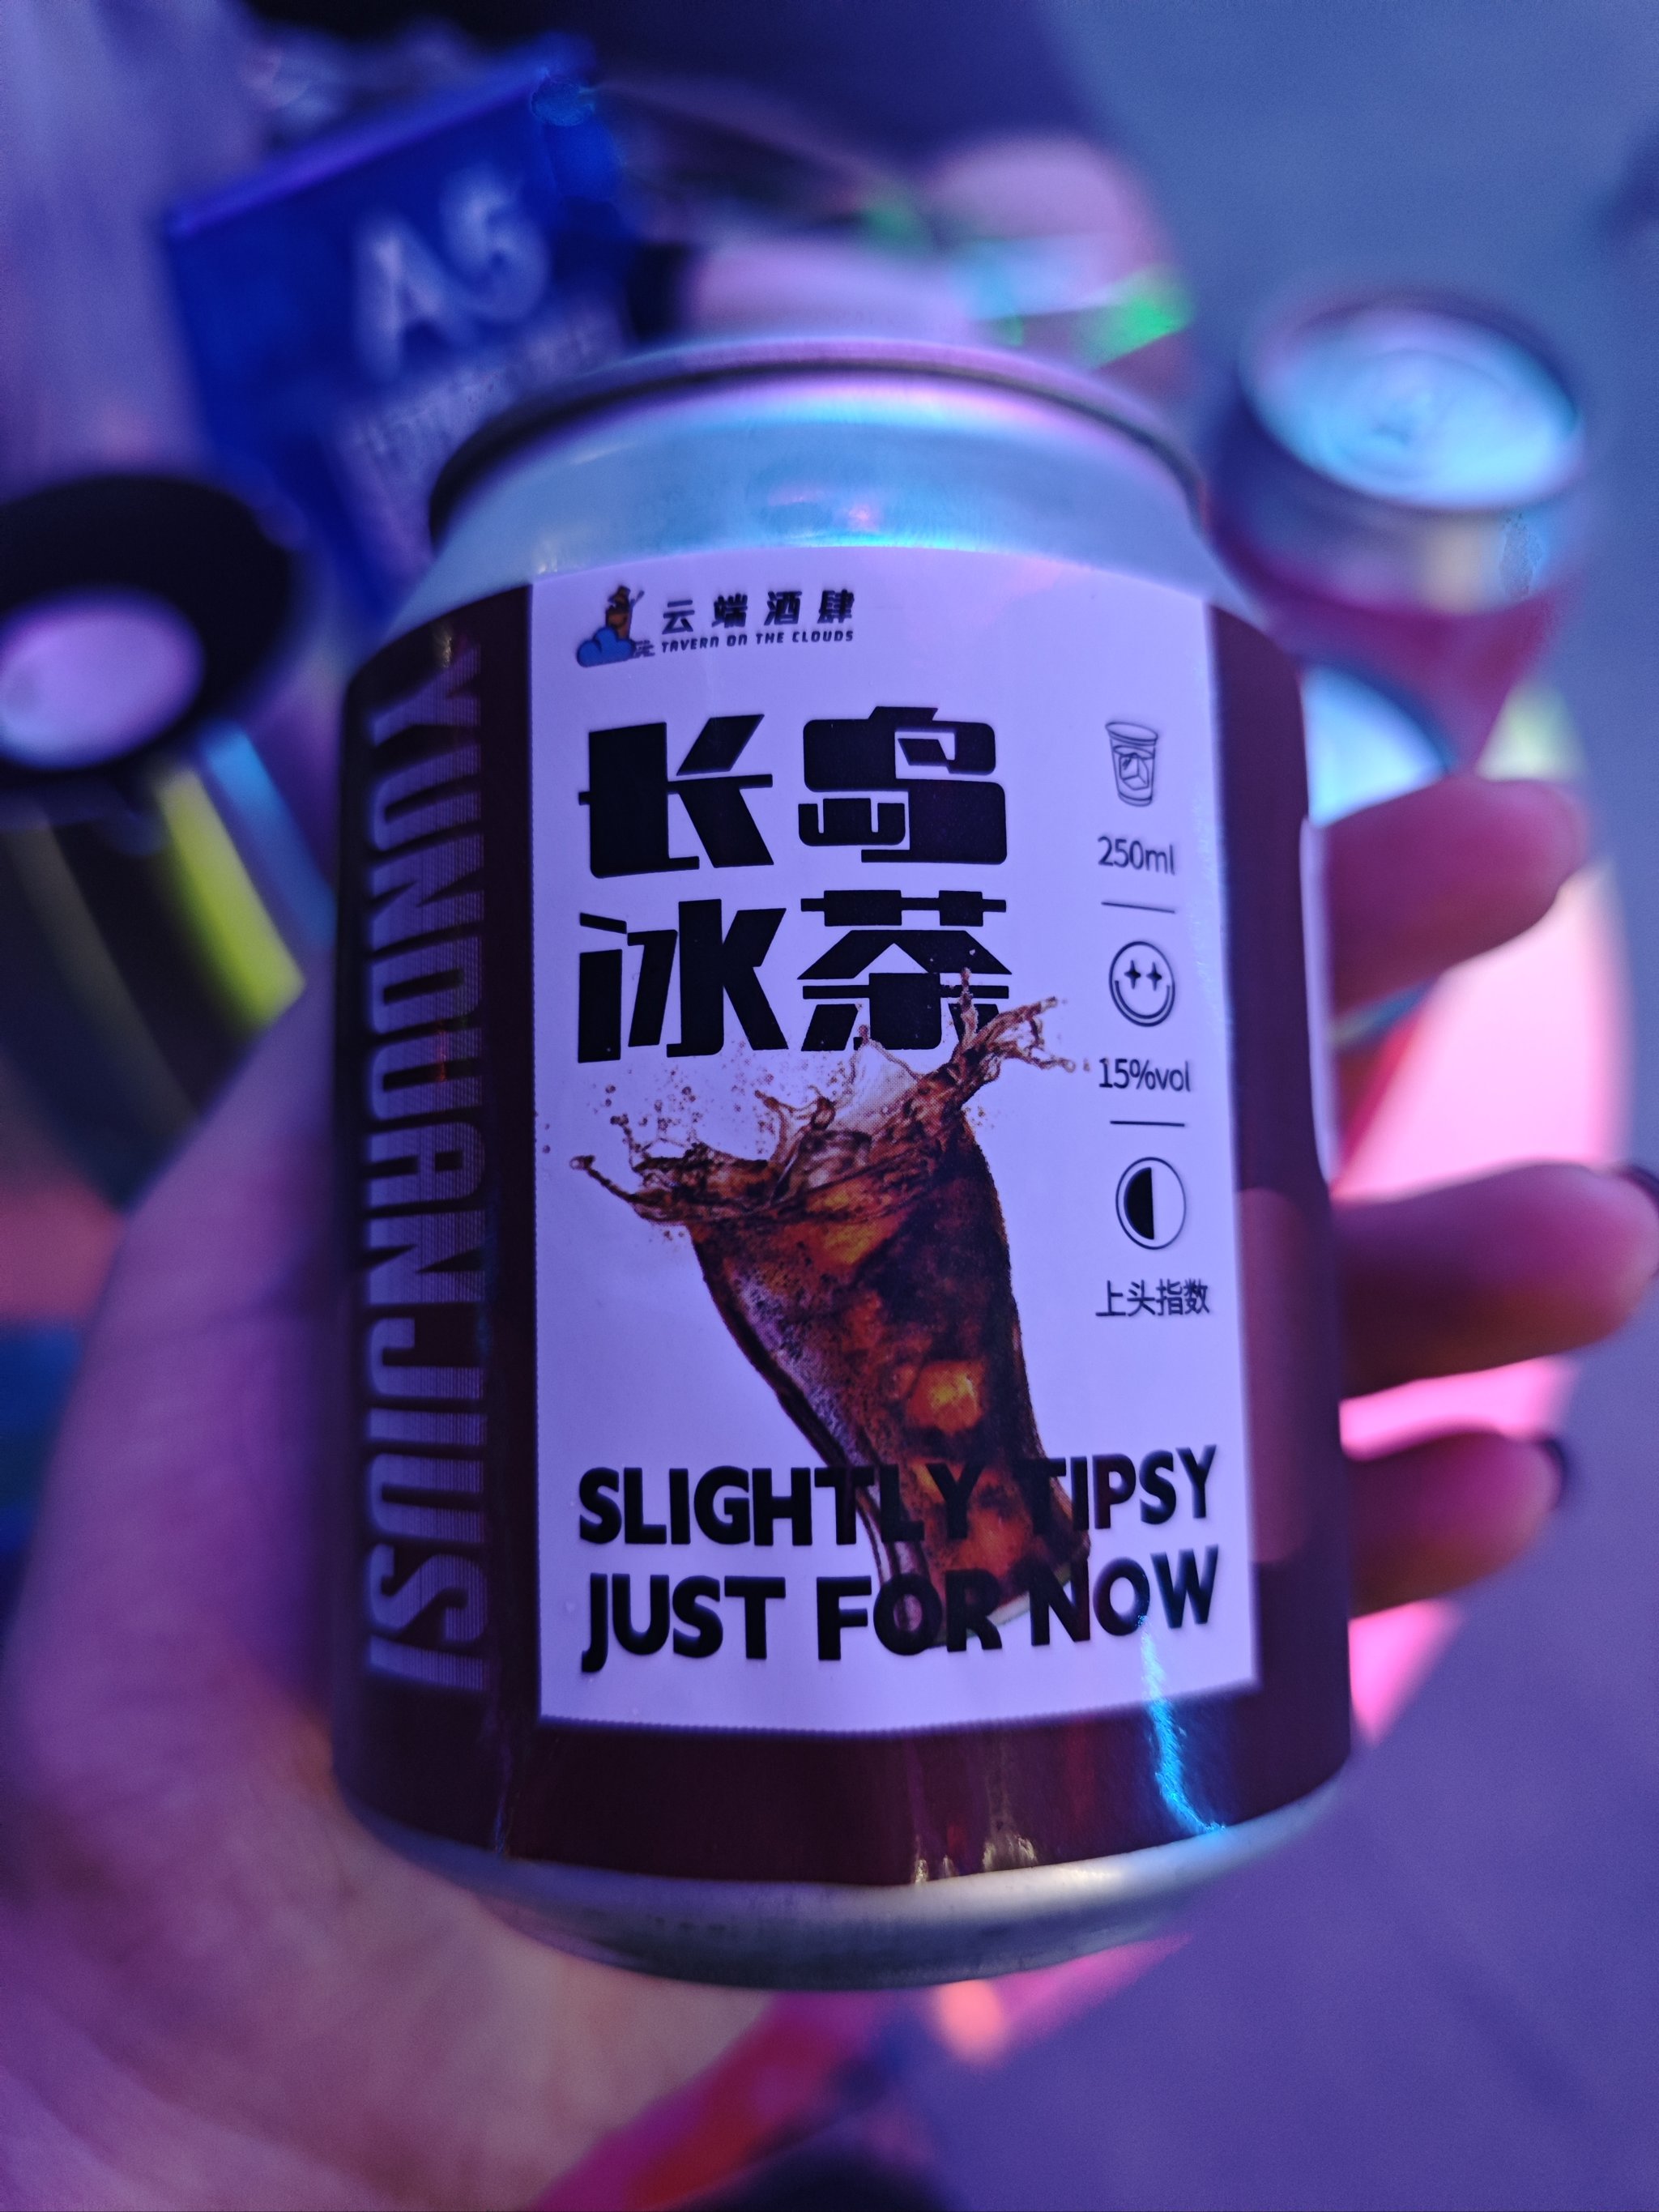 A5
云端酒肆
TAVERN ON THE CLOUDS
YUNDUANJIUSI
长岛
冰茶
250ml
15%vol
上头指数
SLIGHTLY TIPSY
JUST FOR NOW